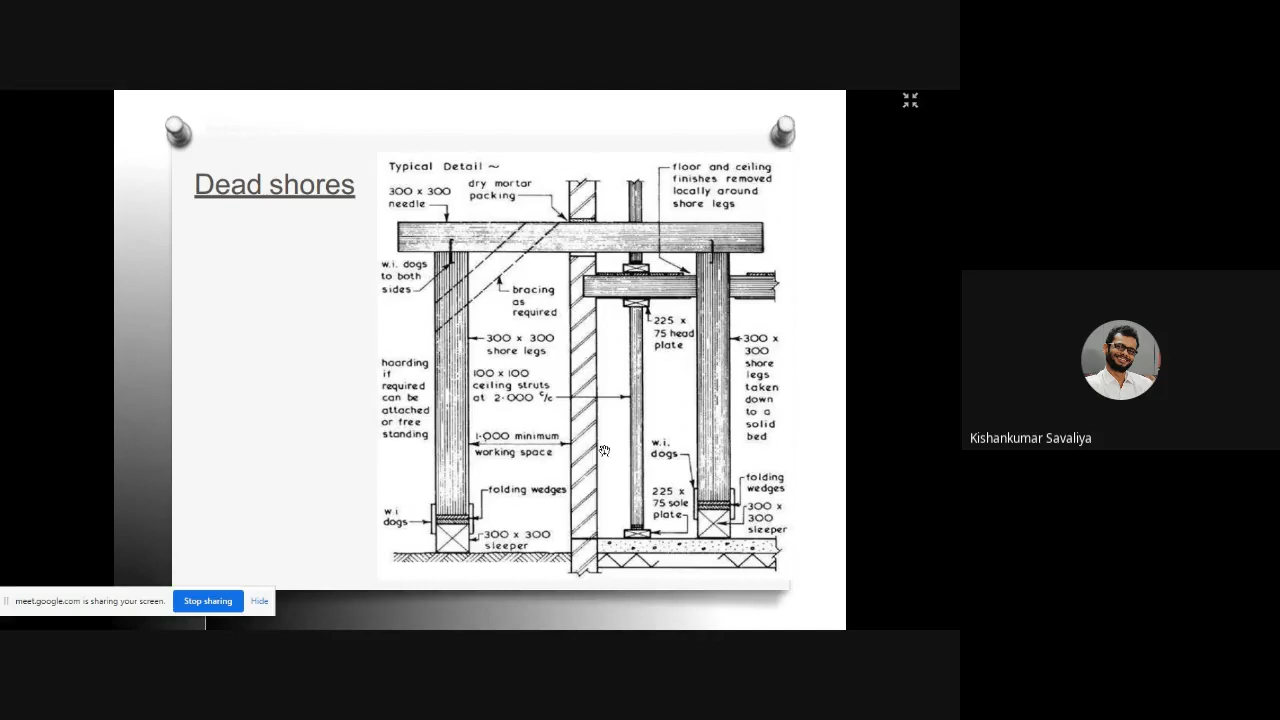 Dead shores
Typical Detail ~
300 x 300
needle
dry mortar
packing
floor and ceiling
finishes removed
locally around
shore legs
w.i. dogs
to both
sides
bracing
as
required
225 x
75 head
plate
300 x 300
shore legs
300 x
300
shore
legs
taken
down
to a
solid
bed
hoarding
if
required
can be
attached
or free
standing
100 x 100
ceiling struts
at 2·000 c/c
1·000 minimum
working space
w.i.
dogs
folding wedges
folding
wedges
225 x
75 sole
plate
w.i
dogs
300 x
300
sleeper
300 x 300
sleeper
meet.google.com is sharing your screen.
Stop sharing
Hide
Kishankumar Savaliya